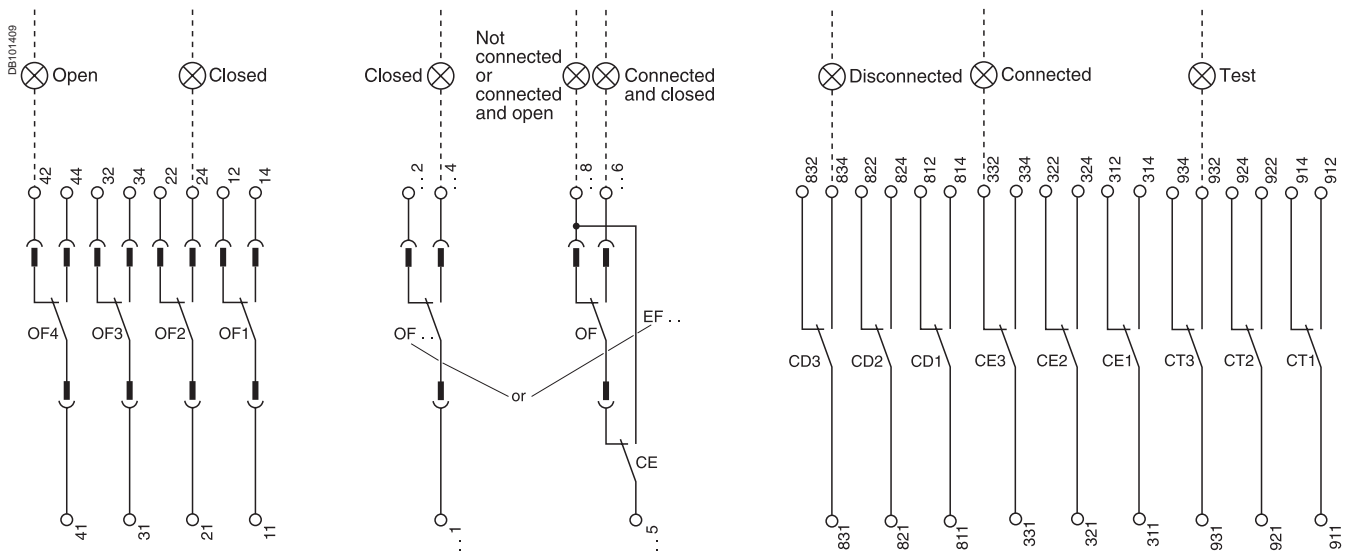 DB101409
Open
Closed
Closed
Not
connected
or
connected
and open
Connected
and closed
Disconnected
Connected
Test
42
44
32
34
22
24
12
14
. . 2
. . 4
. . 8
. . 6
832
834
822
824
812
814
332
334
322
324
312
314
934
932
924
922
914
912
OF4
OF3
OF2
OF1
OF . .
OF
EF . .
or
CE
CD3
CD2
CD1
CE3
CE2
CE1
CT3
CT2
CT1
41
31
21
11
. . 1
. . 5
831
821
811
331
321
311
931
921
911